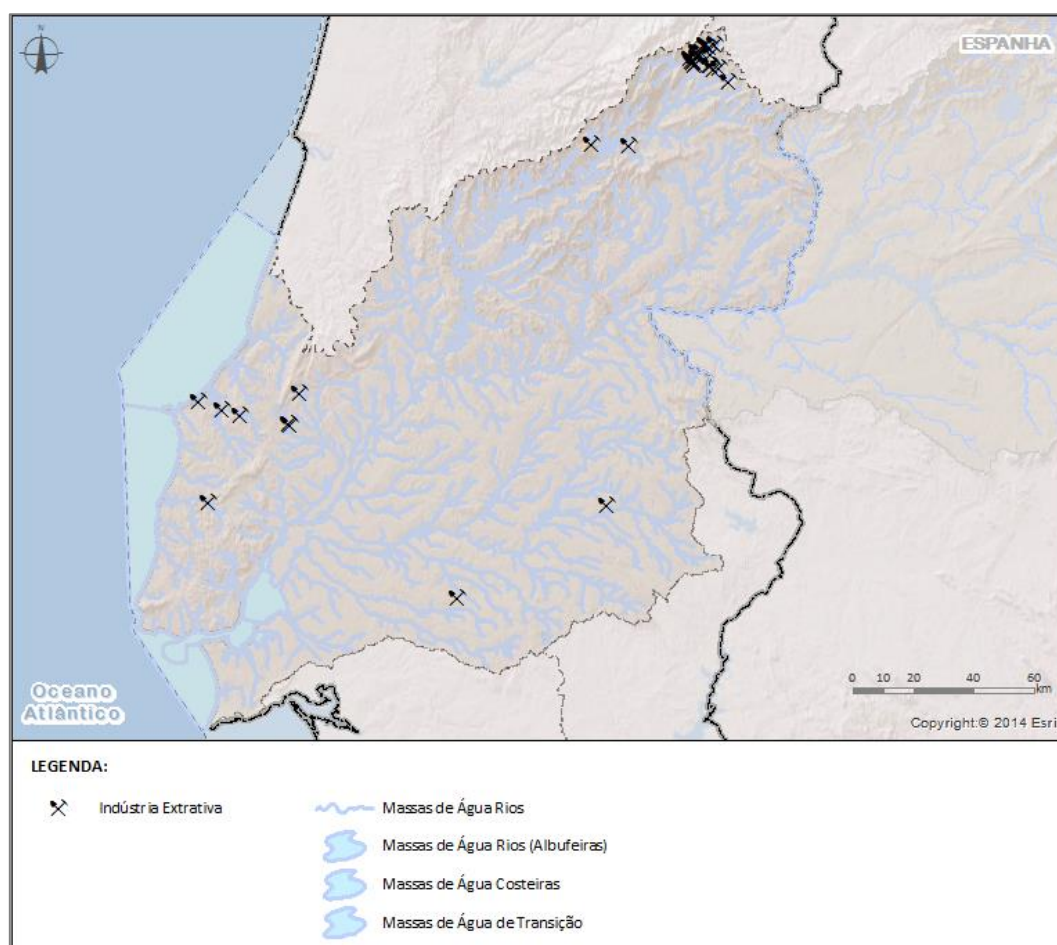 N
ESPANHA
Oceano
Atlântico
0 10 20 40 60
km
Copyright:© 2014 Esri
LEGENDA:
Indústria Extrativa
Massas de Água Rios
Massas de Água Rios (Albufeiras)
Massas de Água Costeiras
Massas de Água de Transição